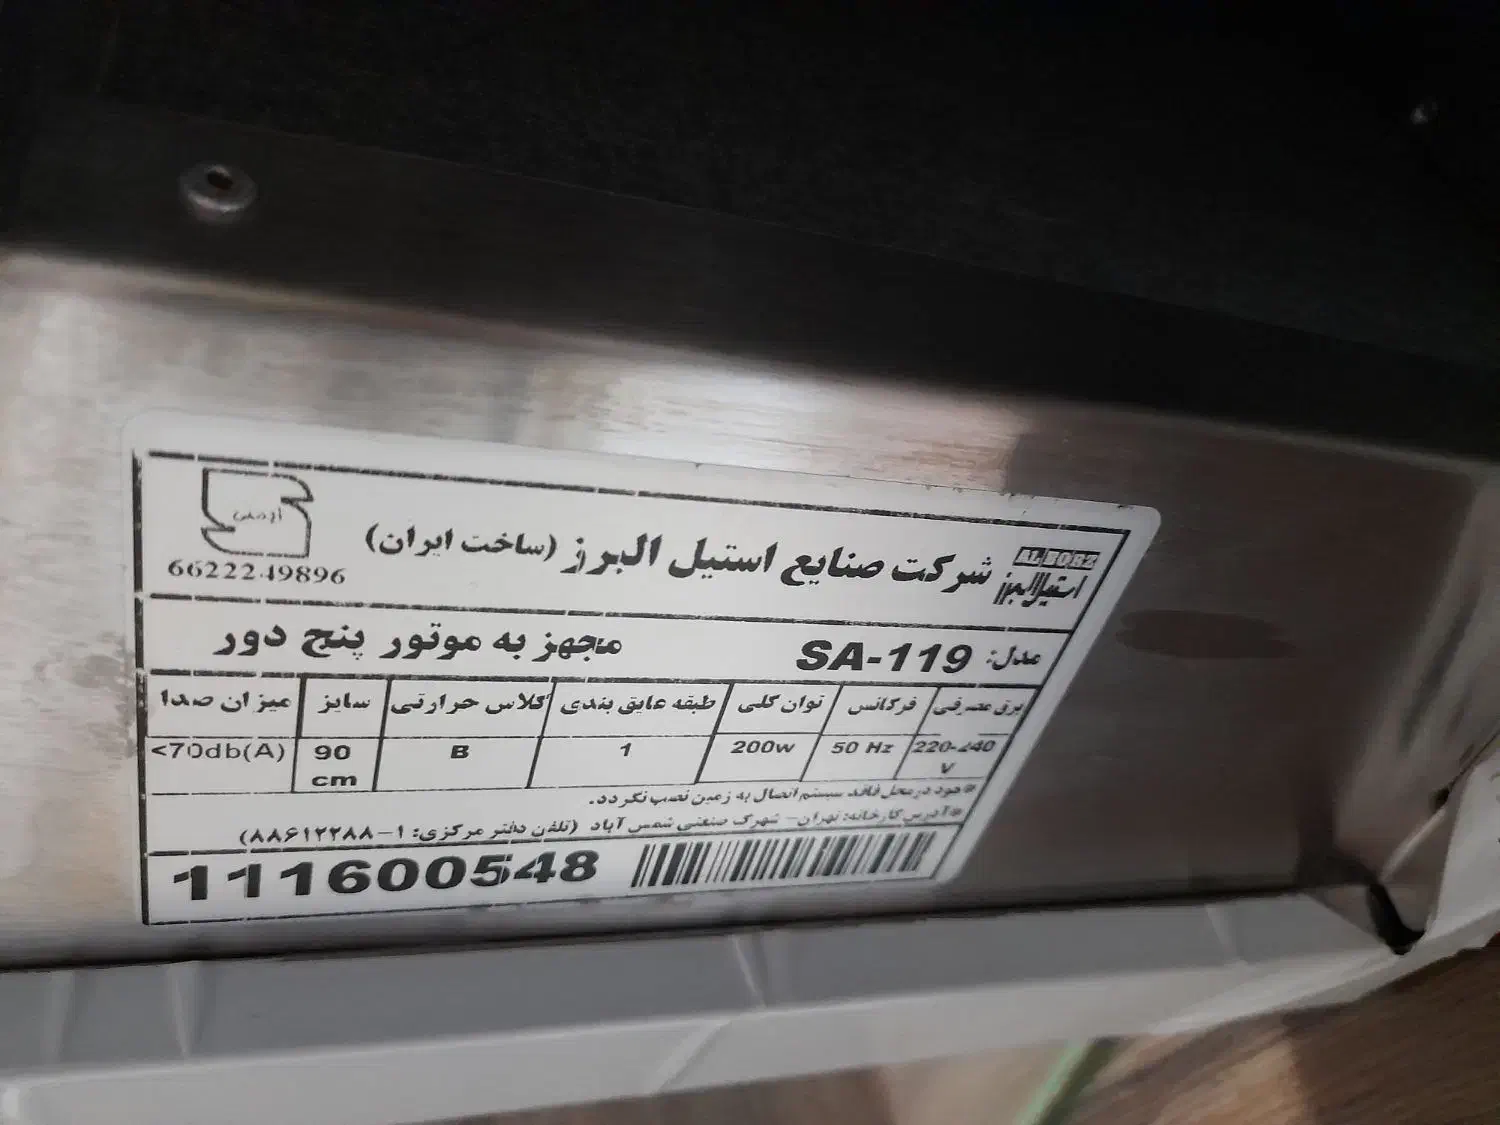 ALBORZ
استیل البرز
شرکت صنایع استیل البرز (ساخت ایران)
6622249896
مدل: SA-119 مجهز به موتور پنج دور
برق مصرفی فرکانس توان کلی طبقه عایق بندی کلاس حرارتی سایز میزان صدا
220-240 V 50 Hz 200w 1 B 90 cm <70db(A)
*هود در محل فاقد سیستم اتصال به زمین نصب نگردد.
*آدرس کارخانه: تهران- شهرک صنعتی شمس آباد (تلفن دفتر مرکزی: ۱-۸۸۶۱۲۲۸۸)
111600548